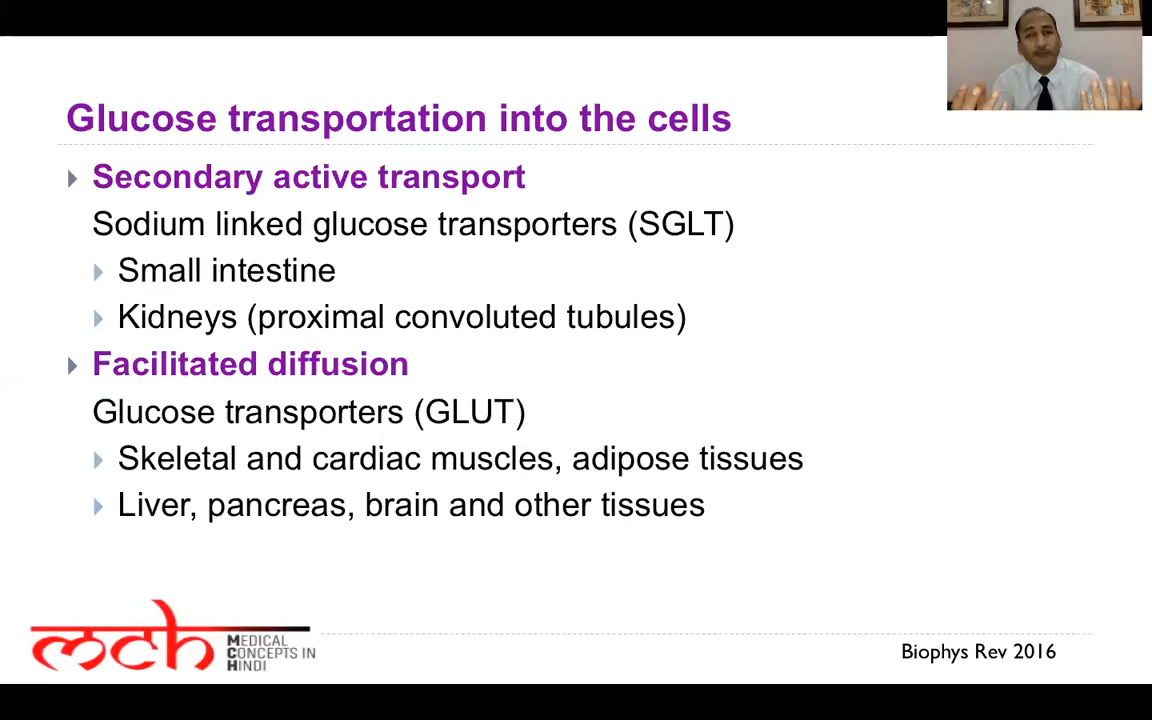 Glucose transportation into the cells
Secondary active transport
Sodium linked glucose transporters (SGLT)
Small intestine
Kidneys (proximal convoluted tubules)
Facilitated diffusion
Glucose transporters (GLUT)
Skeletal and cardiac muscles, adipose tissues
Liver, pancreas, brain and other tissues
mch
MEDICAL
CONCEPTS IN
HINDI
Biophys Rev 2016